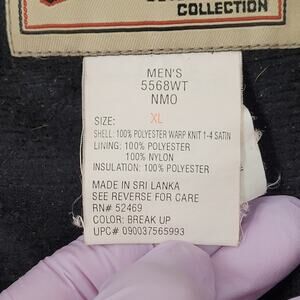 COLLECTION
MEN'S
5568WT
NMO
SIZE: XL
SHELL: 100% POLYESTER WARP KNIT 1-4 SATIN
LINING: 100% POLYESTER
100% NYLON
INSULATION: 100% POLYESTER
MADE IN SRI LANKA
SEE REVERSE FOR CARE
RN# 52469
COLOR: BREAK UP
UPC# 090037565993